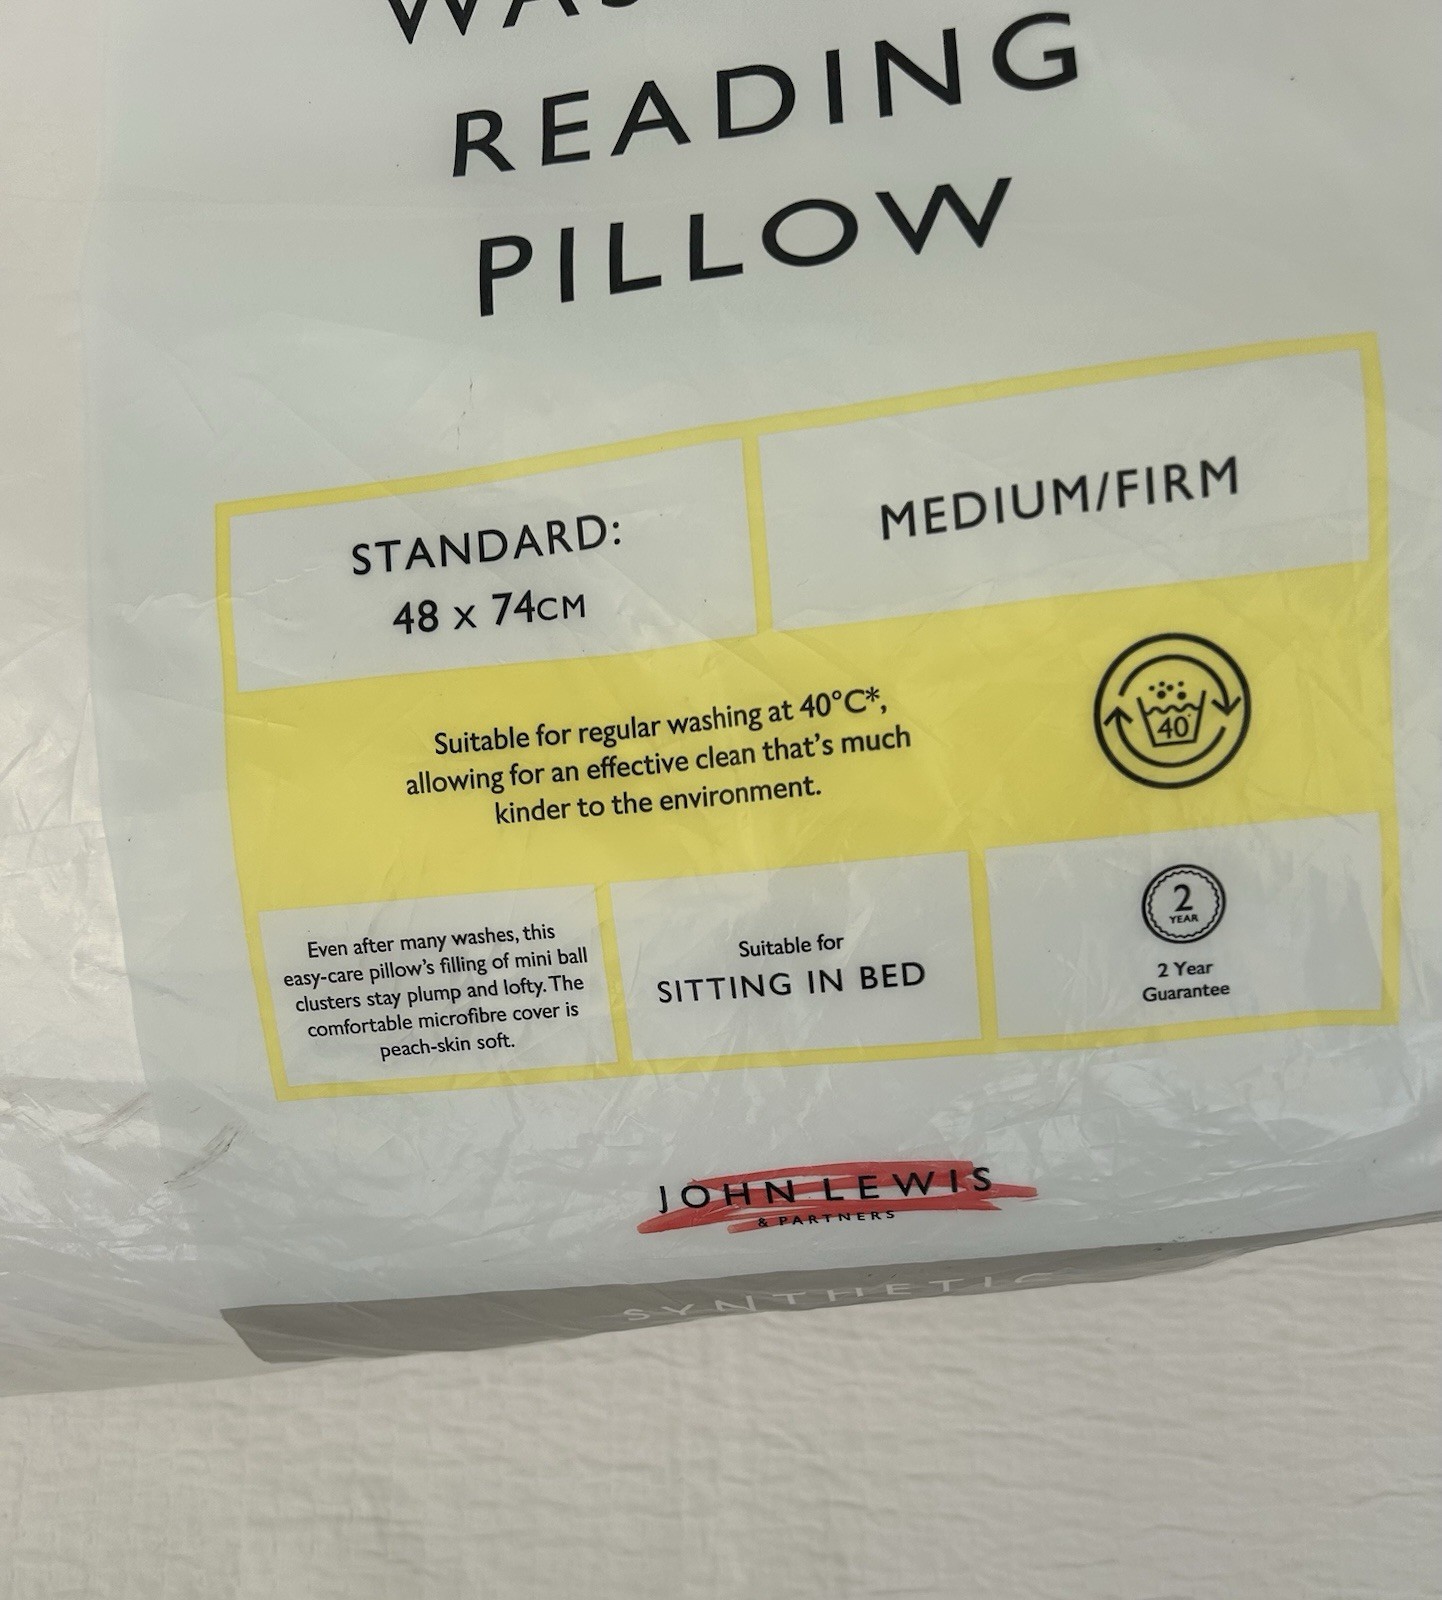 READING
PILLOW
STANDARD:
48 x 74CM
MEDIUM/FIRM
Suitable for regular washing at 40°C*,
allowing for an effective clean that's much
kinder to the environment.
40°
Even after many washes, this
easy-care pillow's filling of mini ball
clusters stay plump and lofty. The
comfortable microfibre cover is
peach-skin soft.
Suitable for
SITTING IN BED
2
YEAR
2 Year
Guarantee
JOHN LEWIS
& PARTNERS
SYNTHETIC